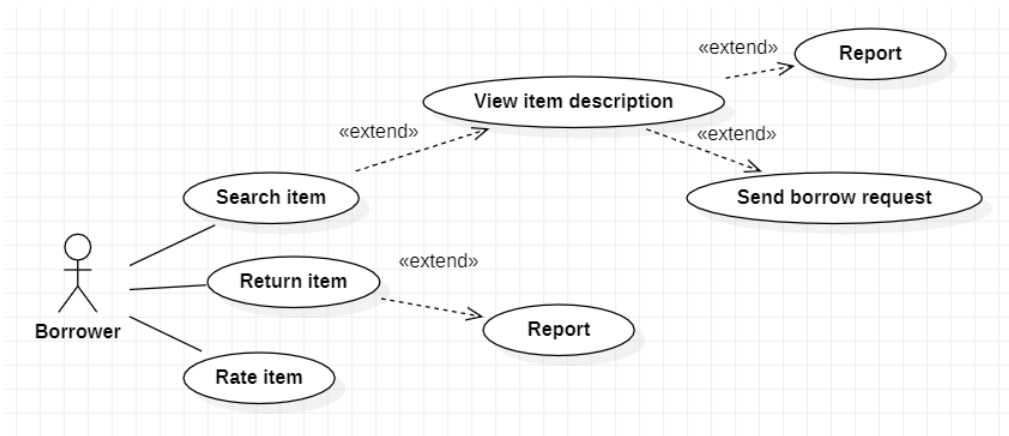 «extend»
Report
View item description
«extend»
«extend»
Search item
Send borrow request
«extend»
Return item
Borrower
Report
Rate item